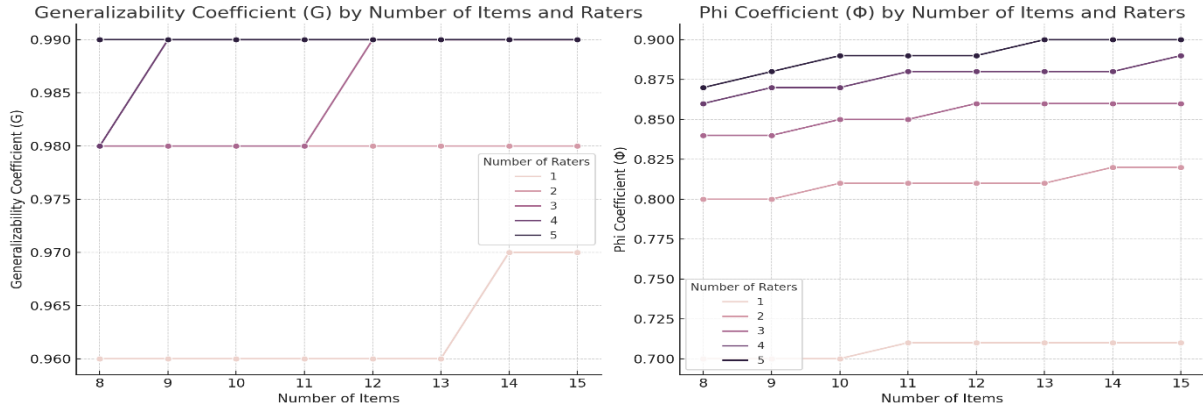 Generalizability Coefficient (G) by Number of Items and Raters
Generalizability Coefficient (G)
0.990
0.985
0.980
0.975
0.970
0.965
0.960
Number of Raters
1
2
3
4
5
8 9 10 11 12 13 14 15
Number of Items
Phi Coefficient (Φ) by Number of Items and Raters
Phi Coefficient (Φ)
0.900
0.875
0.850
0.825
0.800
0.775
0.750
0.725
0.700
Number of Raters
1
2
3
4
5
8 9 10 11 12 13 14 15
Number of Items